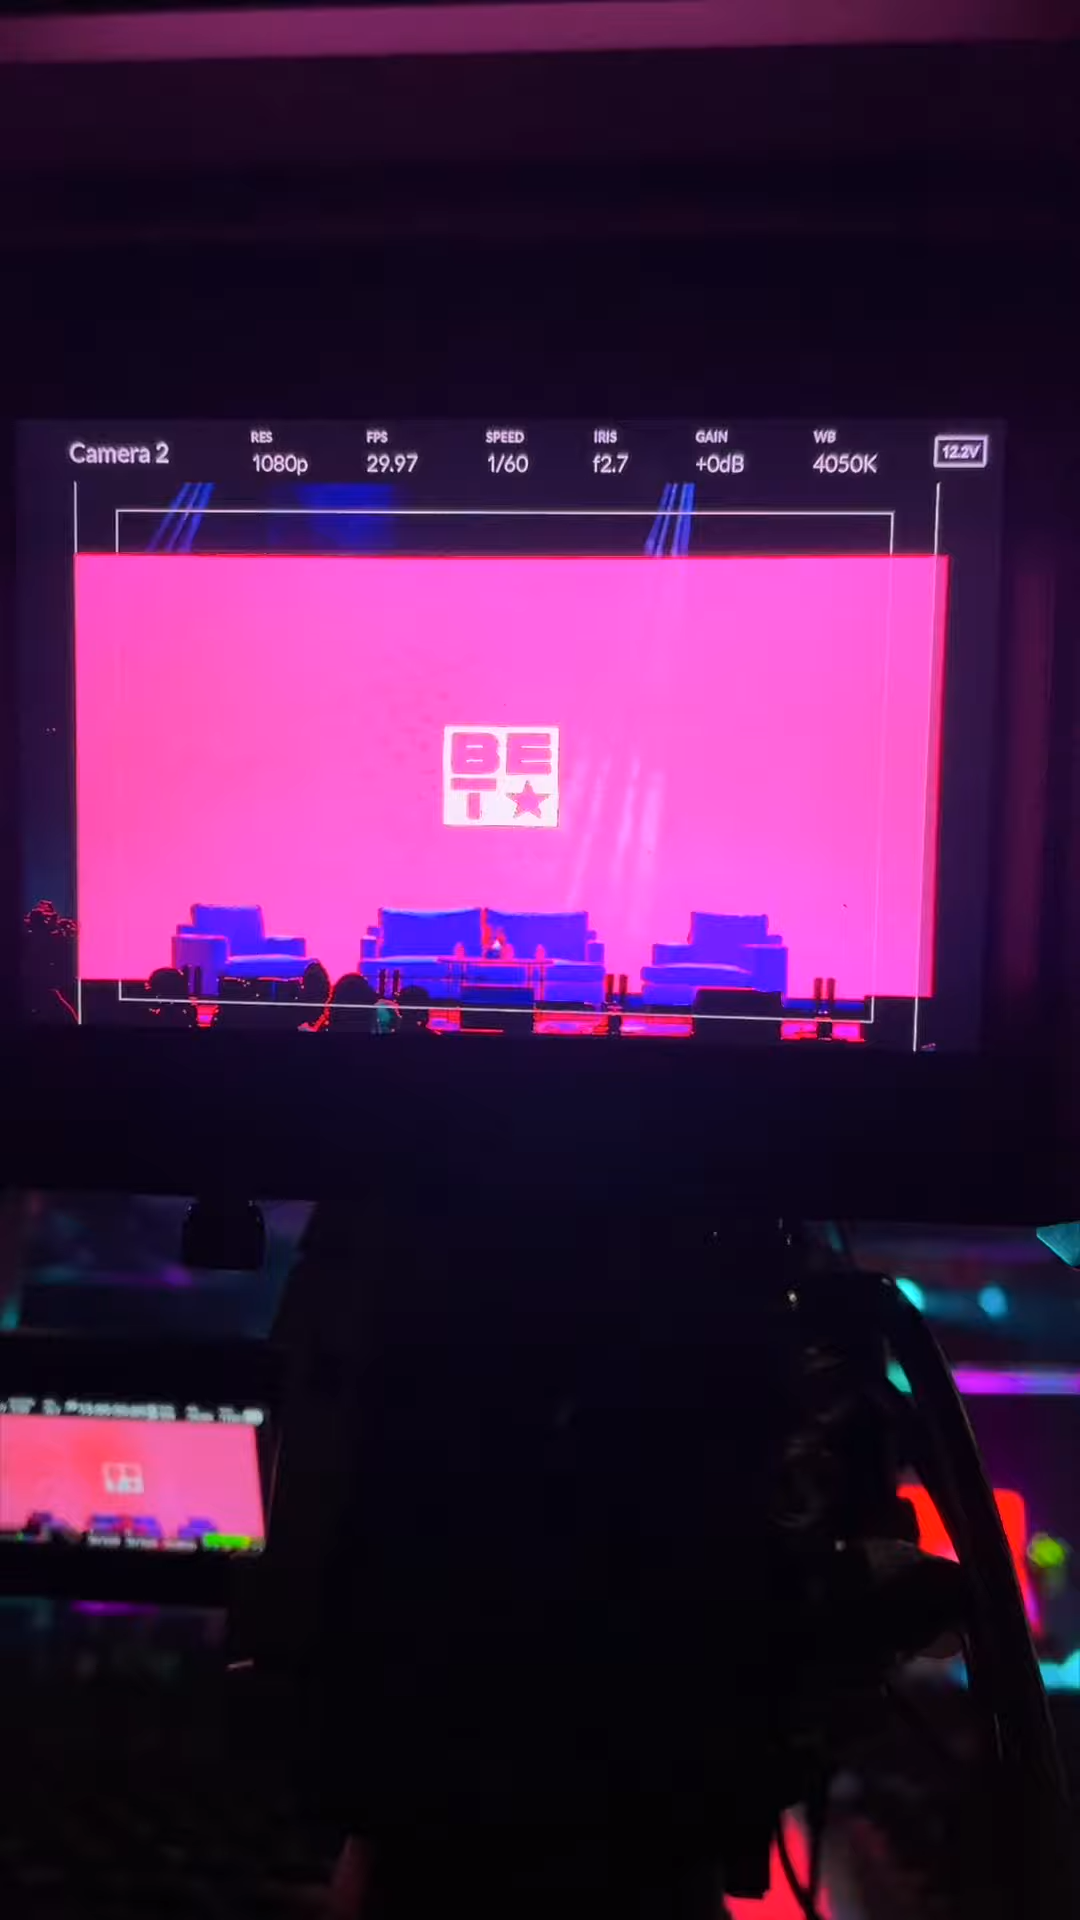 Camera 2
RES
1080p
FPS
29.97
SPEED
1/60
IRIS
f2.7
GAIN
+0dB
WB
4050K
12.2V
BE
T★